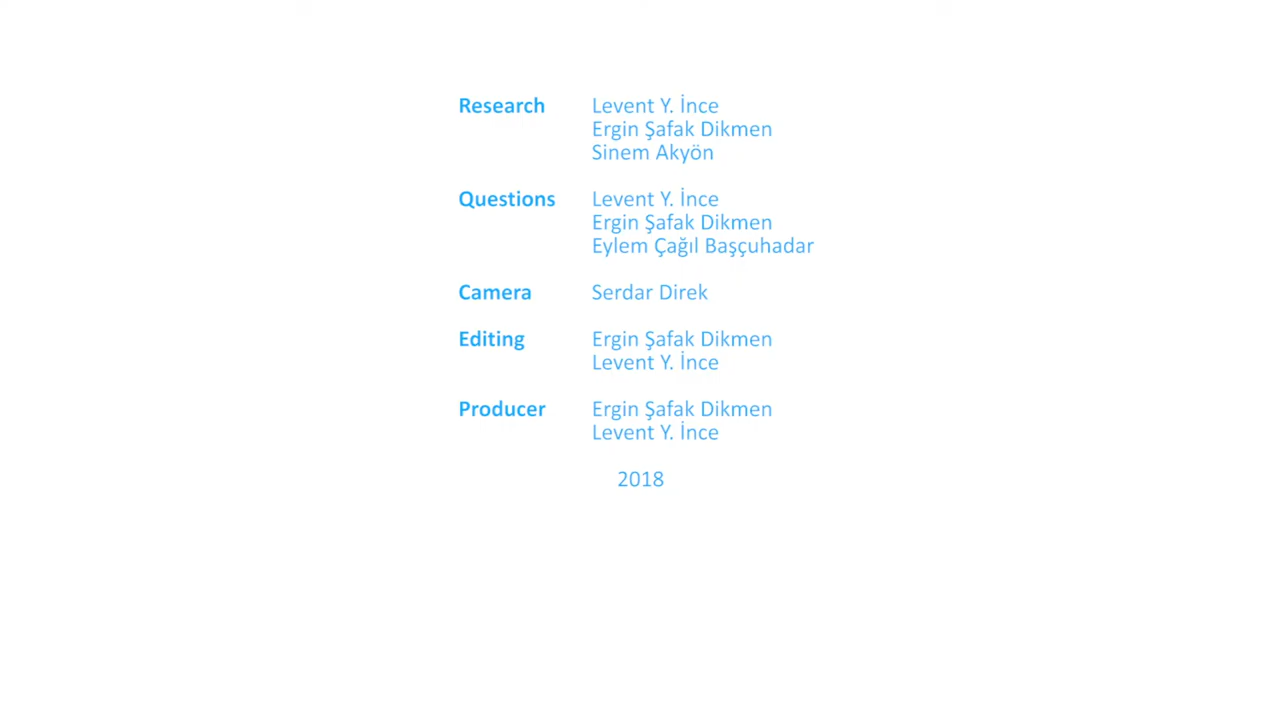 Research Levent Y. İnce
Ergin Şafak Dikmen
Sinem Akyön
Questions Levent Y. İnce
Ergin Şafak Dikmen
Eylem Çağıl Başçuhadar
Camera Serdar Direk
Editing Ergin Şafak Dikmen
Levent Y. İnce
Producer Ergin Şafak Dikmen
Levent Y. İnce
2018